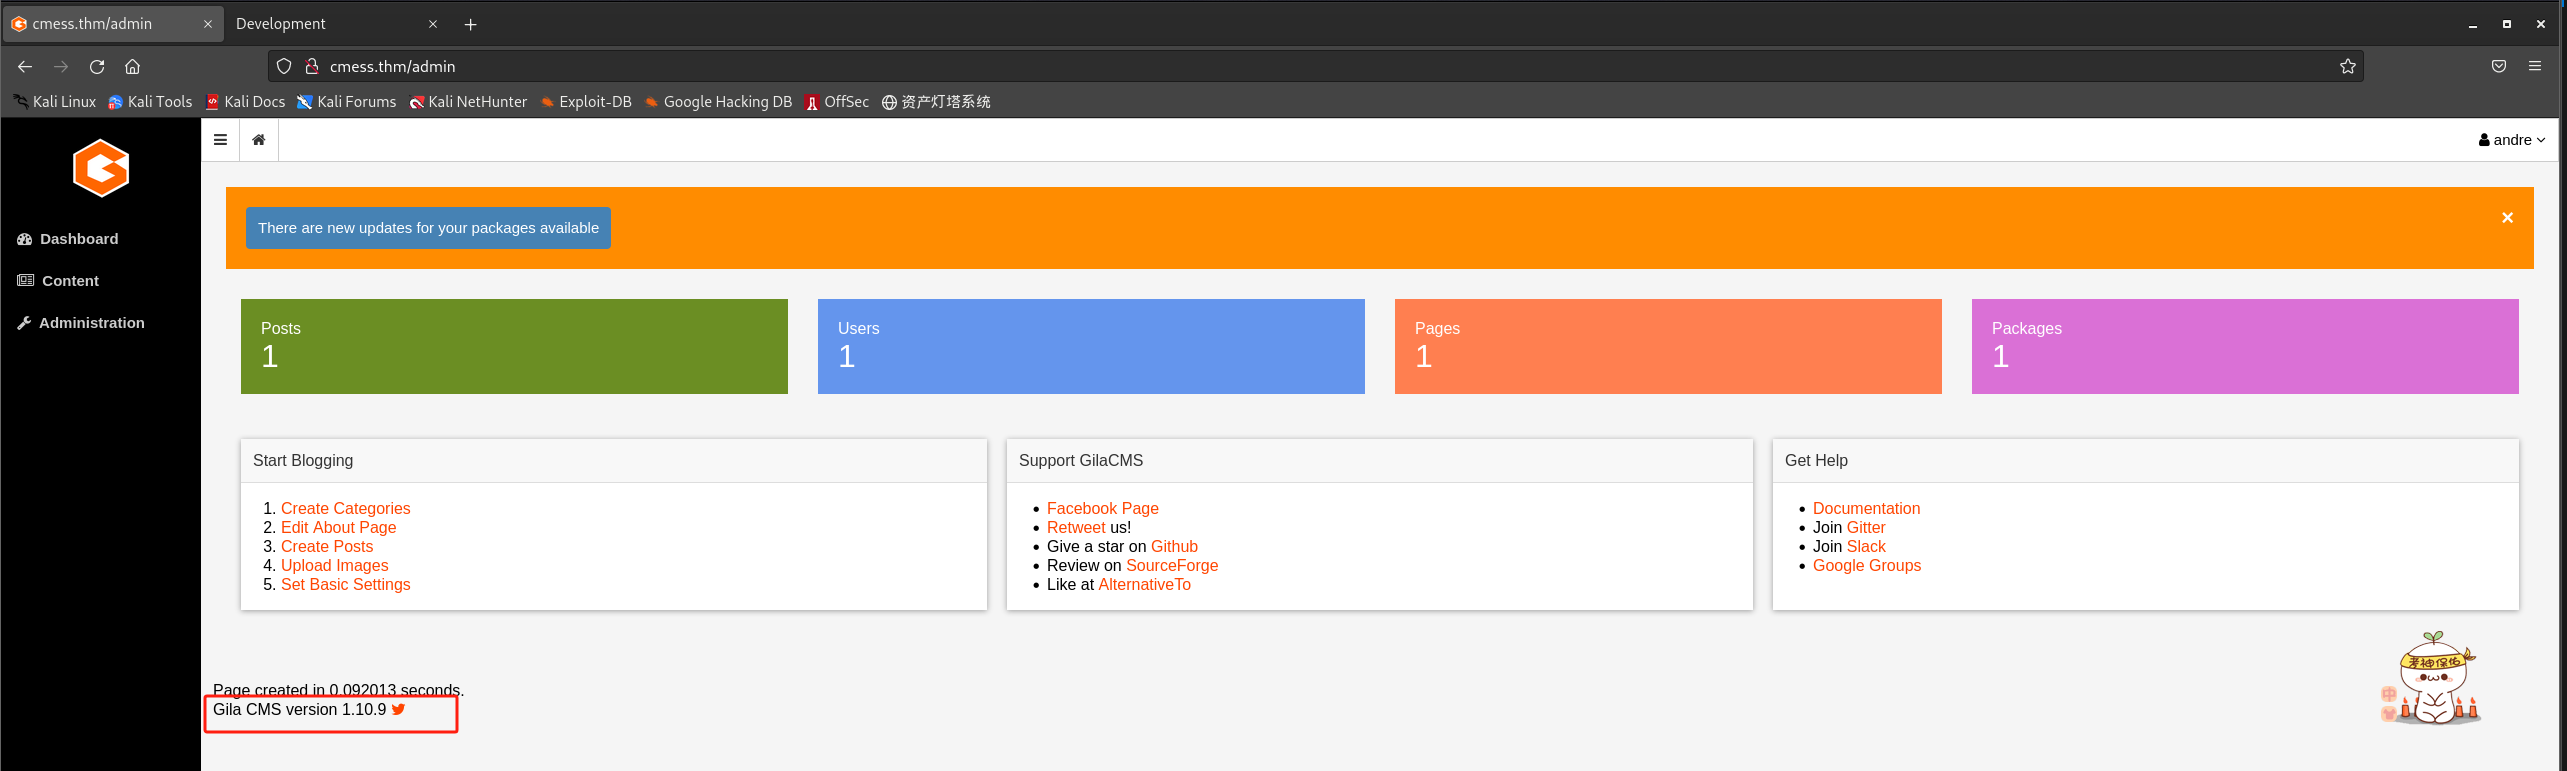 cmess.thm/admin
Development
cmess.thm/admin
Kali Linux Kali Tools Kali Docs Kali Forums Kali NetHunter Exploit-DB Google Hacking DB OffSec 资产灯塔系统
andre
Dashboard
Content
Administration
There are new updates for your packages available
Posts
1
Users
1
Pages
1
Packages
1
Start Blogging
1. Create Categories
2. Edit About Page
3. Create Posts
4. Upload Images
5. Set Basic Settings
Support GilaCMS
Facebook Page
Retweet us!
Give a star on Github
Review on SourceForge
Like at AlternativeTo
Get Help
Documentation
Join Gitter
Join Slack
Google Groups
Page created in 0.092013 seconds.
Gila CMS version 1.10.9
考神保佑
中